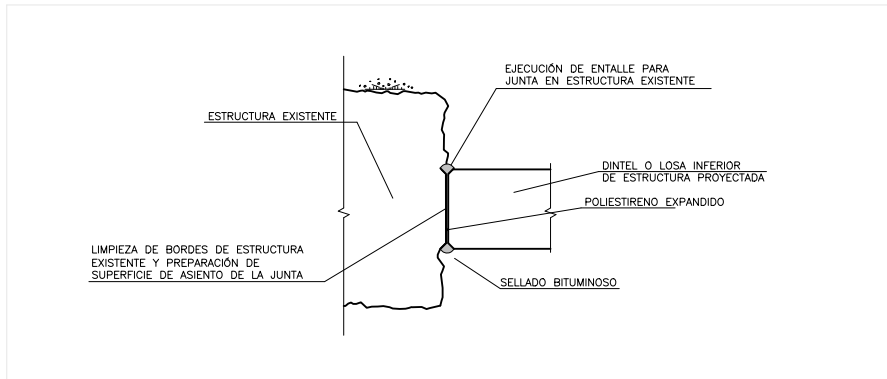 EJECUCIÓN DE ENTALLE PARA
JUNTA EN ESTRUCTURA EXISTENTE
ESTRUCTURA EXISTENTE
DINTEL O LOSA INFERIOR
DE ESTRUCTURA PROYECTADA
POLIESTIRENO EXPANDIDO
LIMPIEZA DE BORDES DE ESTRUCTURA
EXISTENTE Y PREPARACIÓN DE
SUPERFICIE DE ASIENTO DE LA JUNTA
SELLADO BITUMINOSO